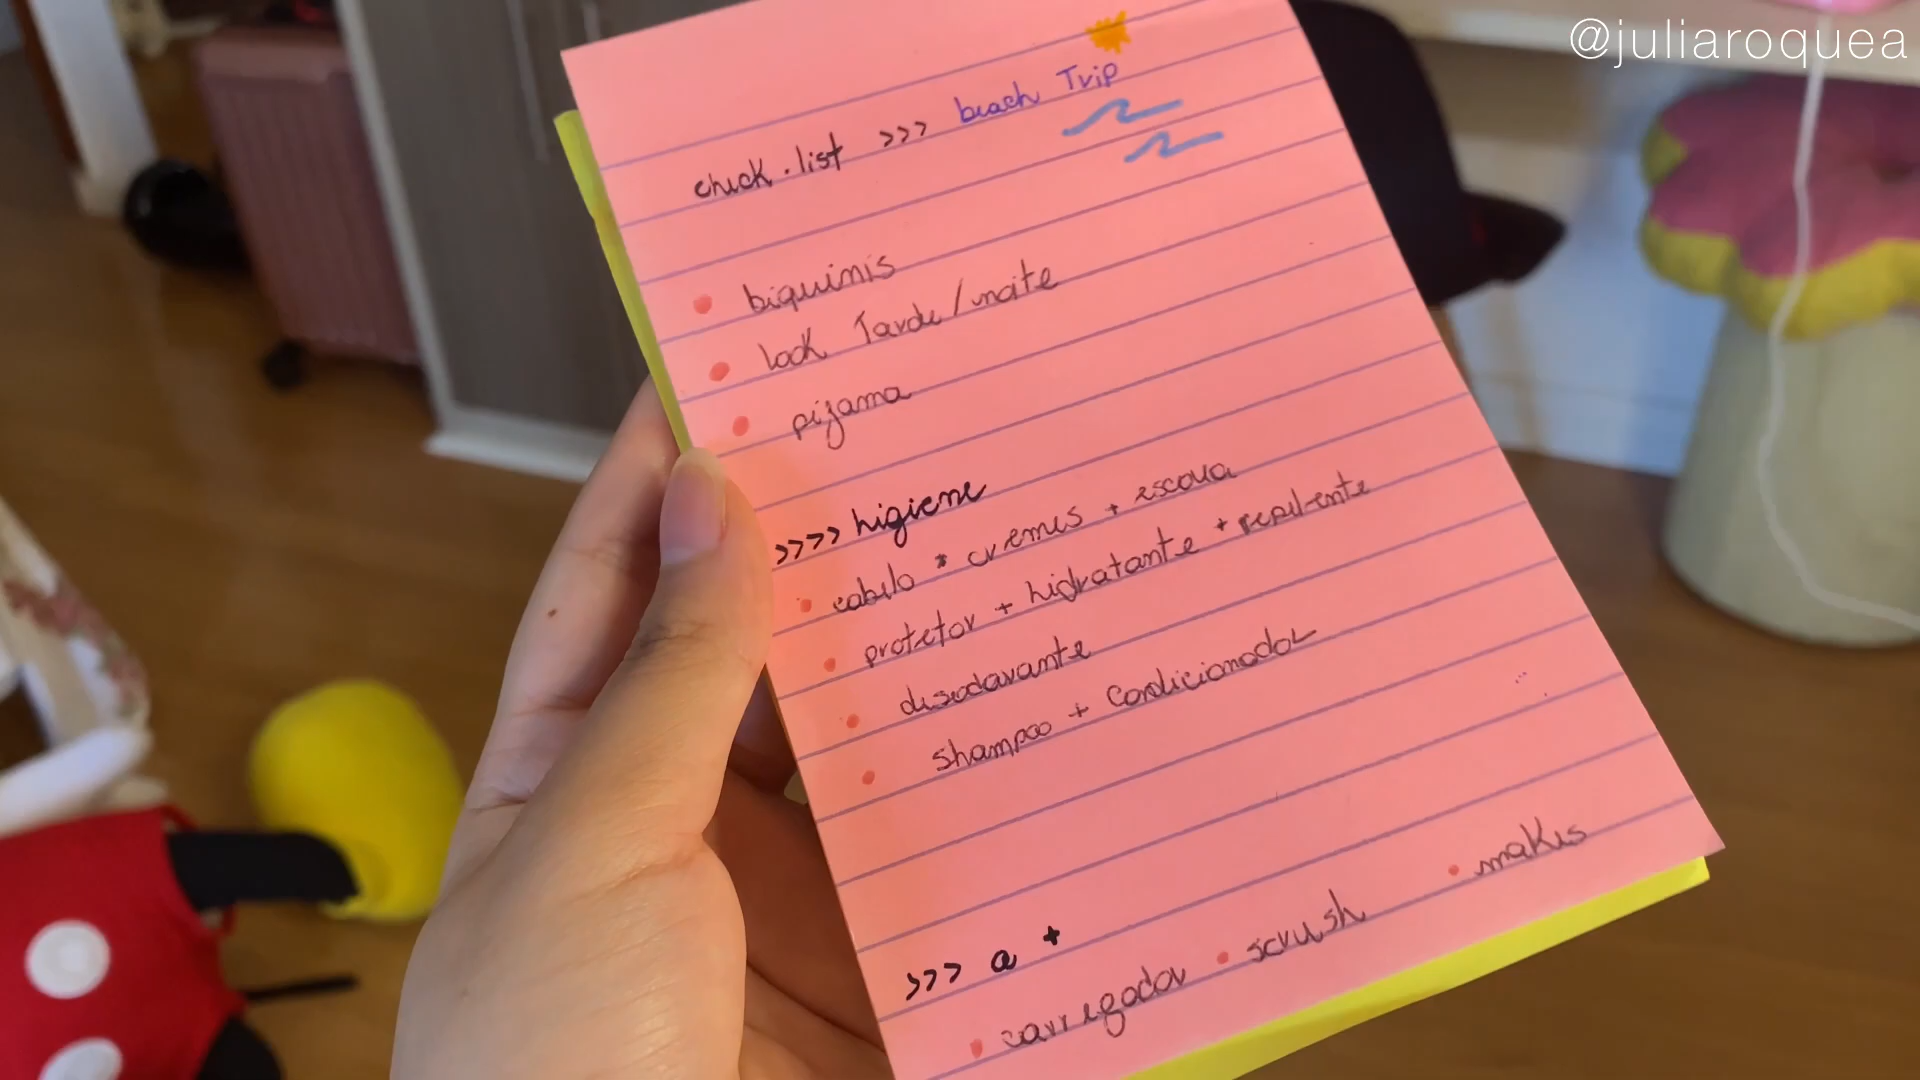 @juliaroquea
check.list >>> beach Trip
biquinis
look Tarde/noite
pijama
>>>> higiene
cabelo * cremes + escova
protetor + hidratante + repelente
desodorante
shampoo + condicionador
>>> a +
carregador • scrush • makes